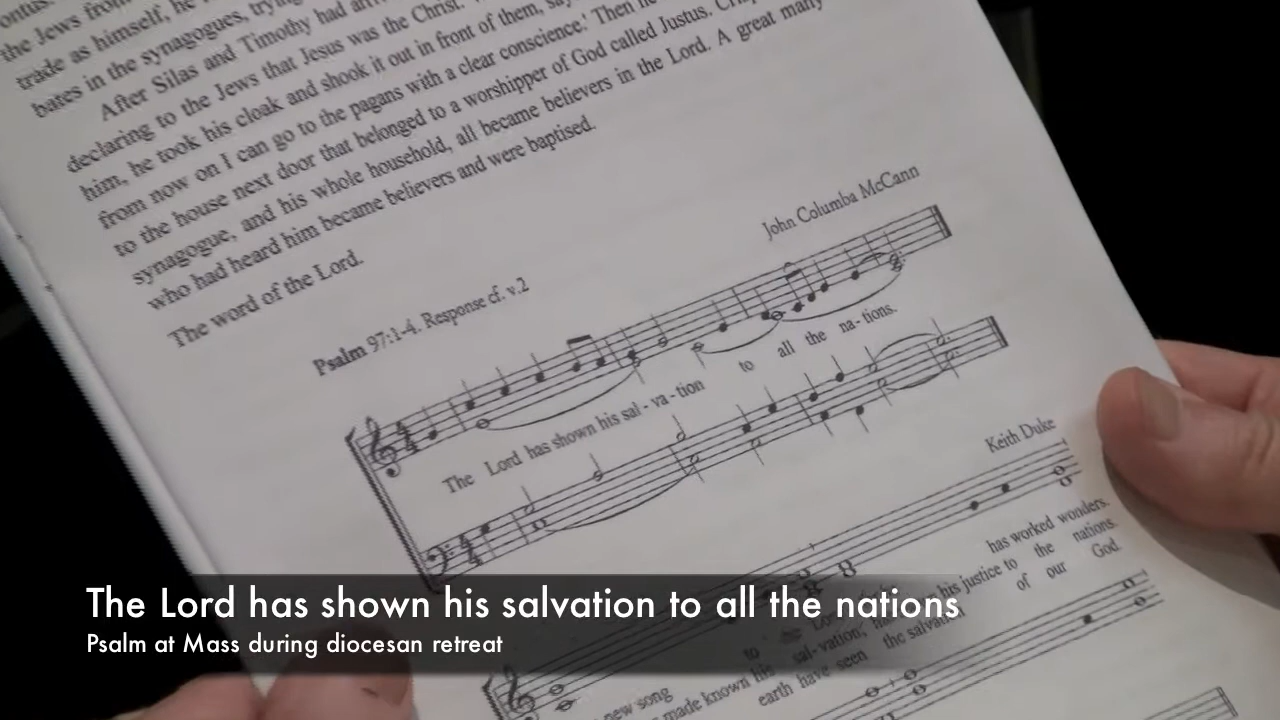 ontus.
the Jews from
trade as himself, he
bates in the synagogues, trying
After Silas and Timothy had
declaring to the Jews that Jesus was the Christ.
him, he took his cloak and shook it out in front of them,
from now on I can go to the pagans with a clear conscience.' Then he
to the house next door that belonged to a worshipper of God called Justus.
synagogue, and his whole household, all became believers in the Lord. A great many
who had heard him became believers and were baptised.
The word of the Lord.
Psalm 97:1-4. Response cf. v.2
John Columba McCann
The Lord has shown his sal-va-tion to all the na-tions.
Keith Duke
has worked wonders.
his justice to the nations.
of our God.
new song to
made known his sal-vation;
earth have seen the
The Lord has shown his salvation to all the nations
Psalm at Mass during diocesan retreat